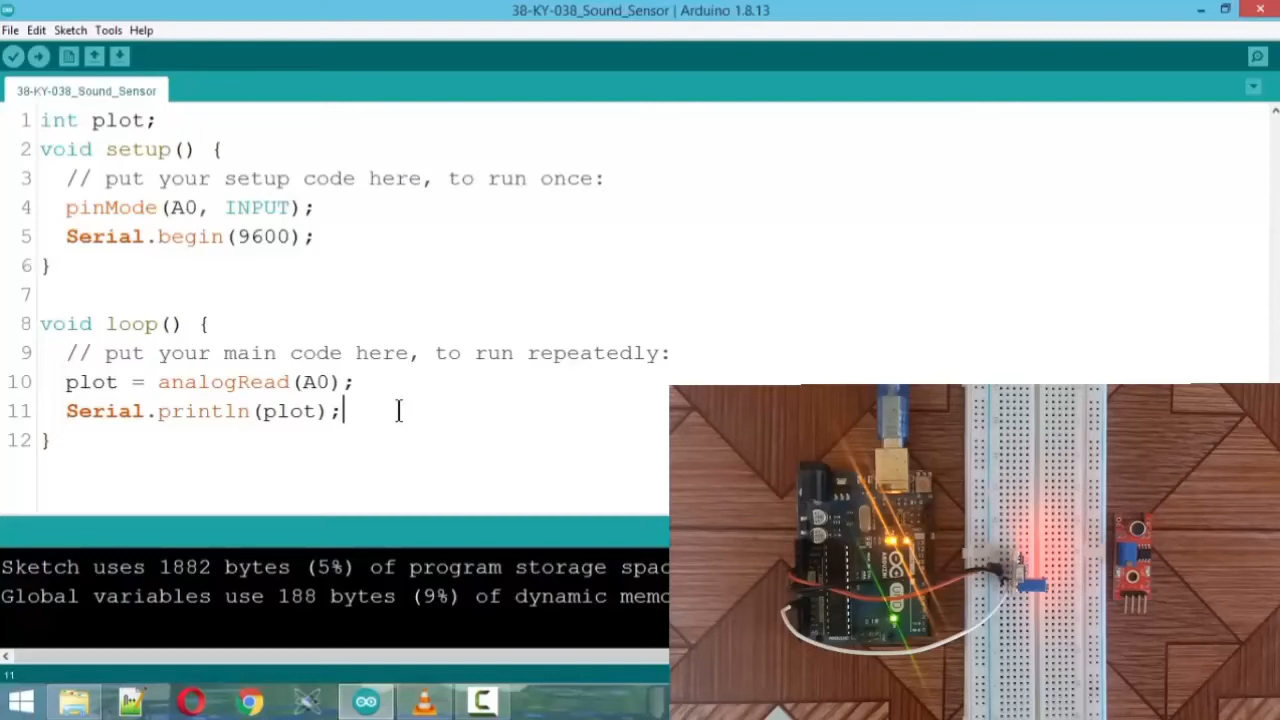 38-KY-038_Sound_Sensor | Arduino 1.8.13
File Edit Sketch Tools Help
38-KY-038_Sound_Sensor
1 int plot;
2 void setup() {
3 // put your setup code here, to run once:
4 pinMode(A0, INPUT);
5 Serial.begin(9600);
6 }
7
8 void loop() {
9 // put your main code here, to run repeatedly:
10 plot = analogRead(A0);
11 Serial.println(plot);
12 }
Sketch uses 1882 bytes (5%) of program storage spac
Global variables use 188 bytes (9%) of dynamic memo
11
UNO